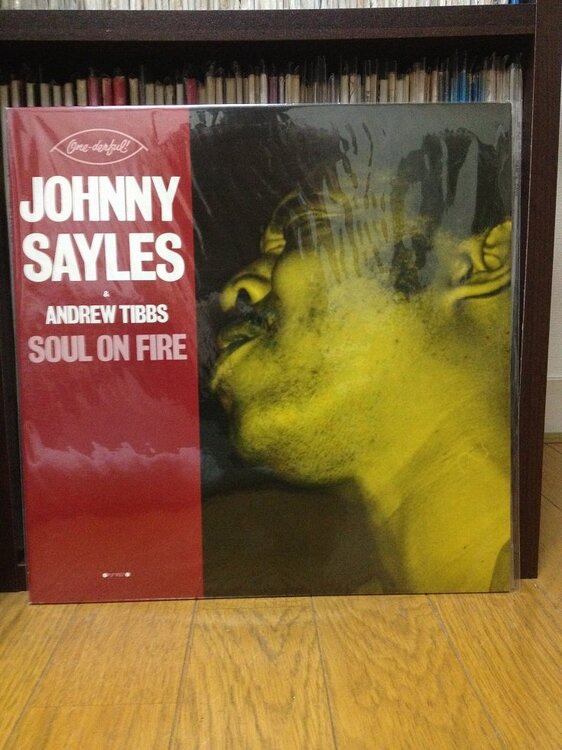 One-derful!
JOHNNY
SAYLES
&
ANDREW TIBBS
SOUL ON FIRE